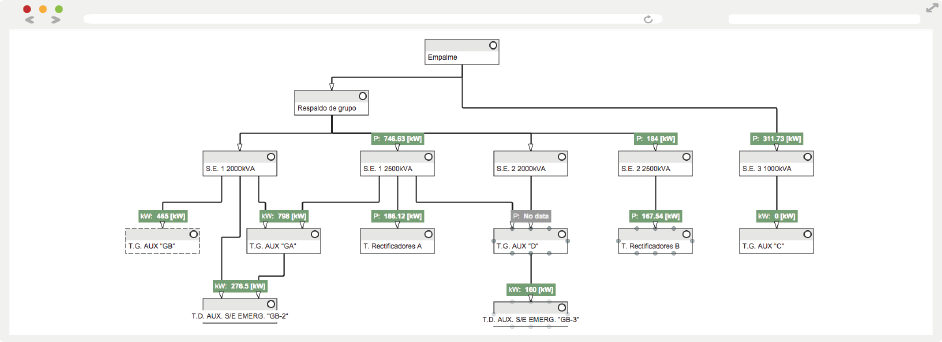 Empalme
Respaldo de grupo
P: 746.63 [kW]
P: 184 [kW]
P: 311.73 [kW]
S.E. 1 2000kVA
S.E. 1 2500kVA
S.E. 2 2000kVA
S.E. 2 2500kVA
S.E. 3 1000kVA
kW: 465 [kW]
kW: 798 [kW]
P: 186.12 [kW]
P: No data
P: 167.54 [kW]
kW: 0 [kW]
T.G. AUX "GB"
T.G. AUX "GA"
T. Rectificadores A
T.G. AUX "D"
T. Rectificadores B
T.G. AUX "C"
kW: 276.5 [kW]
kW: 160 [kW]
T.D. AUX. S/E EMERG. "GB-2"
T.D. AUX. S/E EMERG. "GB-3"